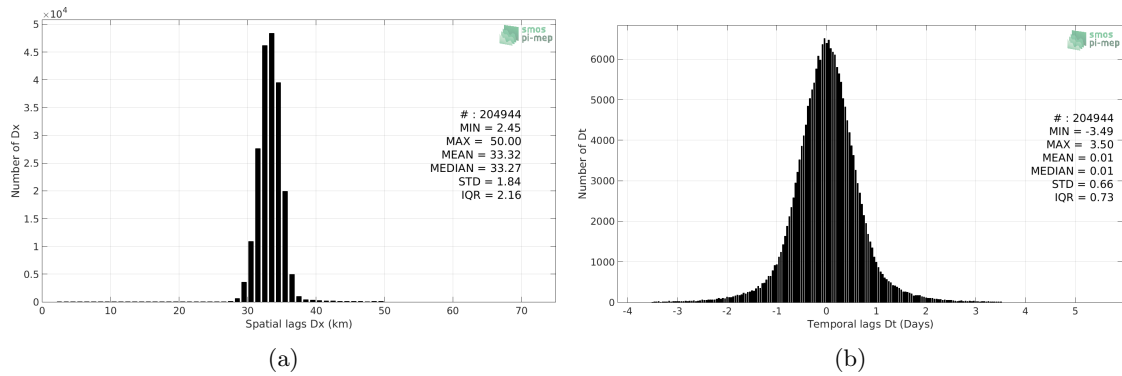 ×10⁴
5
4.5
4
3.5
3
2.5
2
1.5
1
0.5
0
Number of Dx
smos
pi-mep
# : 204944
MIN = 2.45
MAX = 50.00
MEAN = 33.32
MEDIAN = 33.27
STD = 1.84
IQR = 2.16
0 10 20 30 40 50 60 70
Spatial lags Dx (km)
(a)
6000
5000
4000
3000
2000
1000
0
Number of Dt
smos
pi-mep
# : 204944
MIN = -3.49
MAX = 3.50
MEAN = 0.01
MEDIAN = 0.01
STD = 0.66
IQR = 0.73
-4 -3 -2 -1 0 1 2 3 4 5
Temporal lags Dt (Days)
(b)